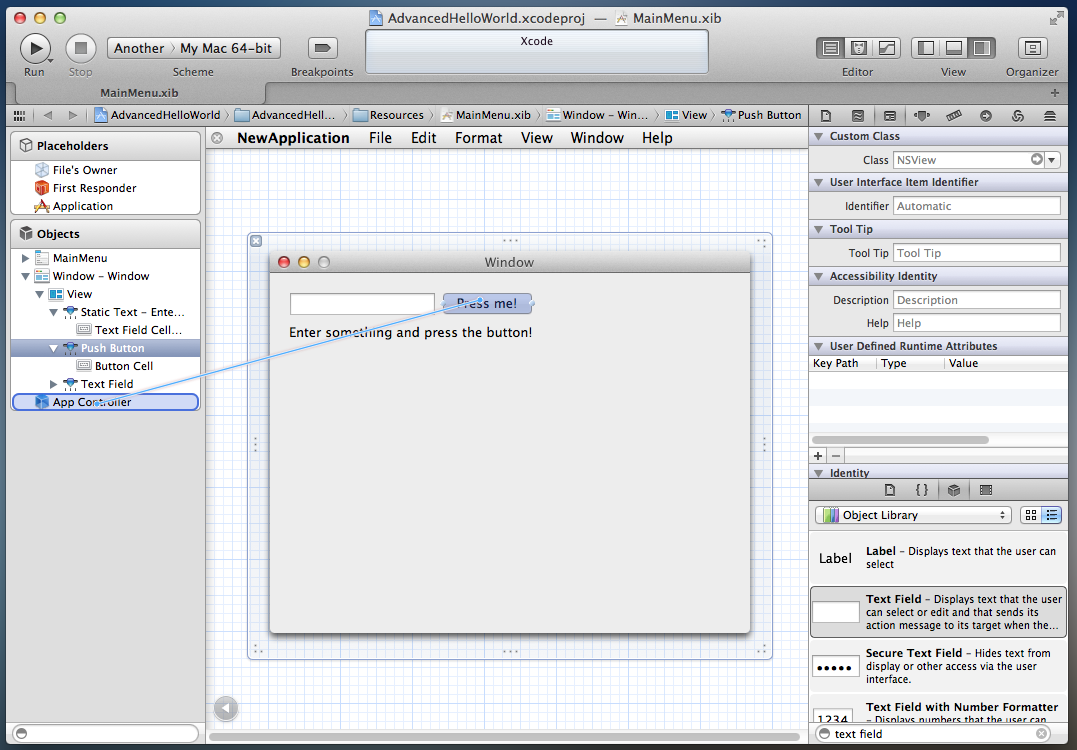 AdvancedHelloWorld.xcodeproj — MainMenu.xib
Another My Mac 64-bit
Xcode
Run Stop Scheme Breakpoints Editor View Organizer
MainMenu.xib
AdvancedHelloWorld AdvancedHell... Resources MainMenu.xib Window – Win... View Push Button
Placeholders
File's Owner
First Responder
Application
Objects
MainMenu
Window – Window
View
Static Text – Ente...
Text Field Cell...
Push Button
Button Cell
Text Field
App Controller
NewApplication File Edit Format View Window Help
Window
Press me!
Enter something and press the button!
Custom Class
Class NSView
User Interface Item Identifier
Identifier Automatic
Tool Tip
Tool Tip Tool Tip
Accessibility Identity
Description Description
Help Help
User Defined Runtime Attributes
Key Path Type Value
Identity
{ }
Object Library
Label
Label – Displays text that the user can
select
Text Field – Displays text that the user
can select or edit and that sends its
action message to its target when the...
Secure Text Field – Hides text from
display or other access via the user
interface.
1234
Text Field with Number Formatter
– Displays numbers that the user can
text field